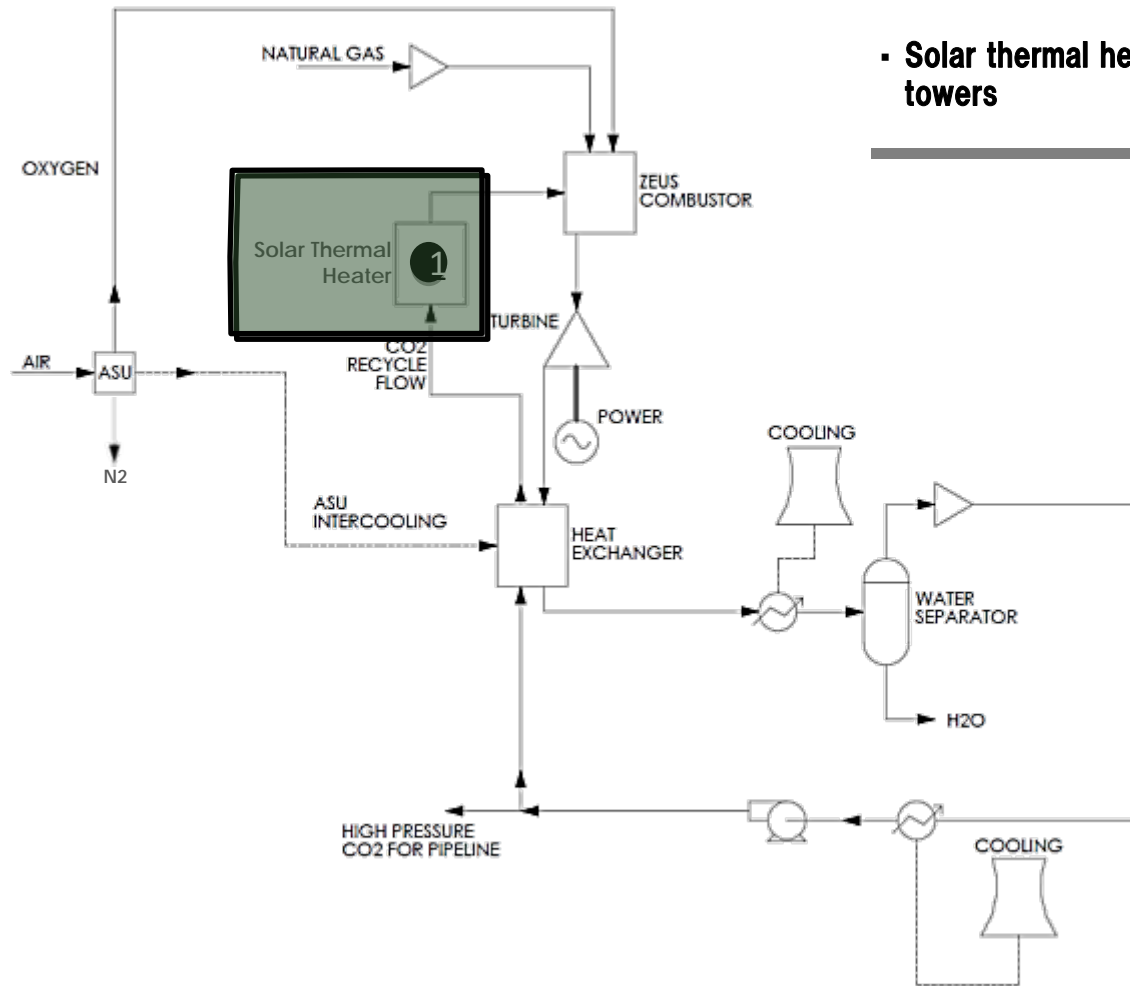 NATURAL GAS
▪ Solar thermal he
towers
OXYGEN
ZEUS
COMBUSTOR
Solar Thermal
Heater
1
TURBINE
CO2
RECYCLE
FLOW
AIR
ASU
POWER
COOLING
N2
ASU
INTERCOOLING
HEAT
EXCHANGER
WATER
SEPARATOR
H2O
HIGH PRESSURE
CO2 FOR PIPELINE
COOLING